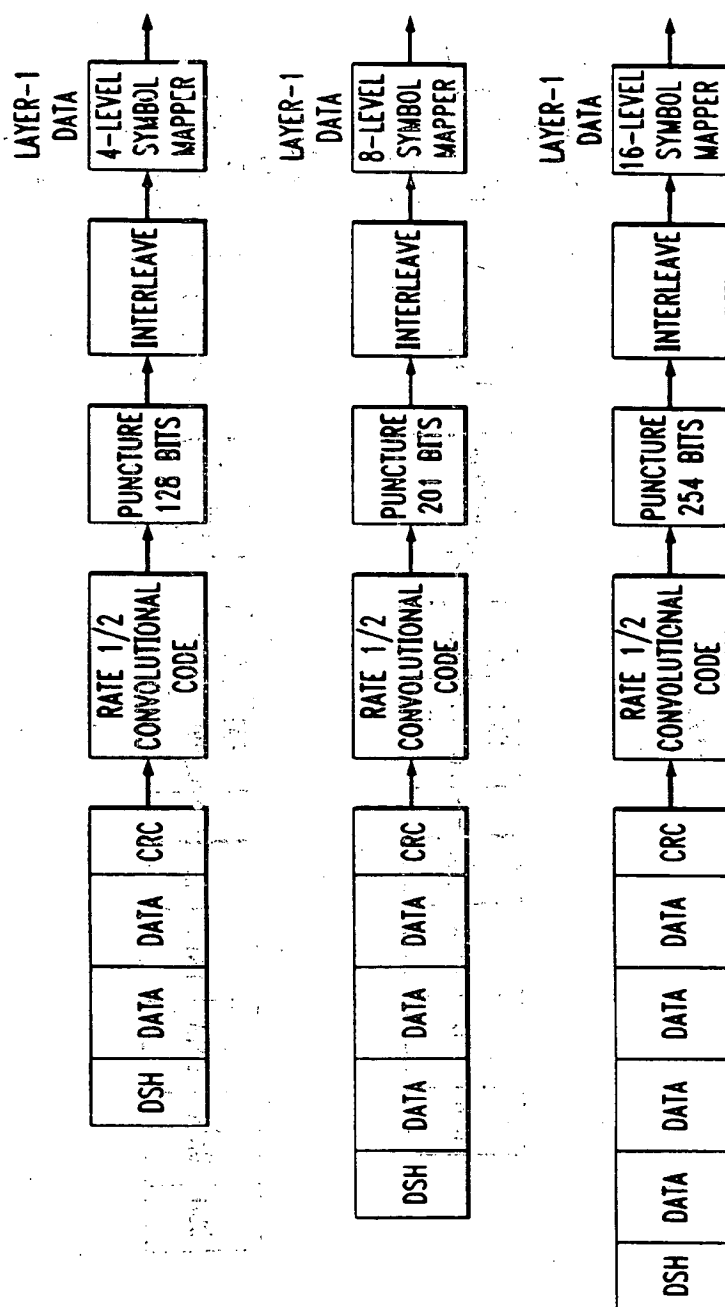 DSH
DATA
DATA
CRC
RATE 1/2
CONVOLUTIONAL
CODE
PUNCTURE
128 BITS
INTERLEAVE
4-LEVEL
SYMBOL
MAPPER
LAYER-1
DATA
DSH
DATA
DATA
DATA
CRC
RATE 1/2
CONVOLUTIONAL
CODE
PUNCTURE
201 BITS
INTERLEAVE
8-LEVEL
SYMBOL
MAPPER
LAYER-1
DATA
DSH
DATA
DATA
DATA
DATA
CRC
RATE 1/2
CONVOLUTIONAL
CODE
PUNCTURE
254 BITS
INTERLEAVE
16-LEVEL
SYMBOL
MAPPER
LAYER-1
DATA